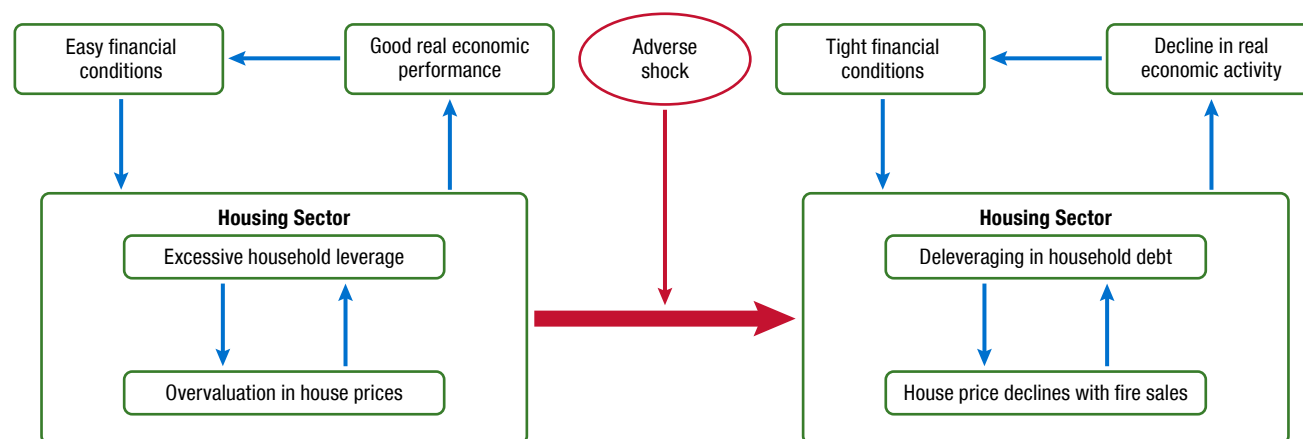 Easy financial
conditions
Good real economic
performance
Adverse
shock
Tight financial
conditions
Decline in real
economic activity
Housing Sector
Excessive household leverage
Overvaluation in house prices
Housing Sector
Deleveraging in household debt
House price declines with fire sales